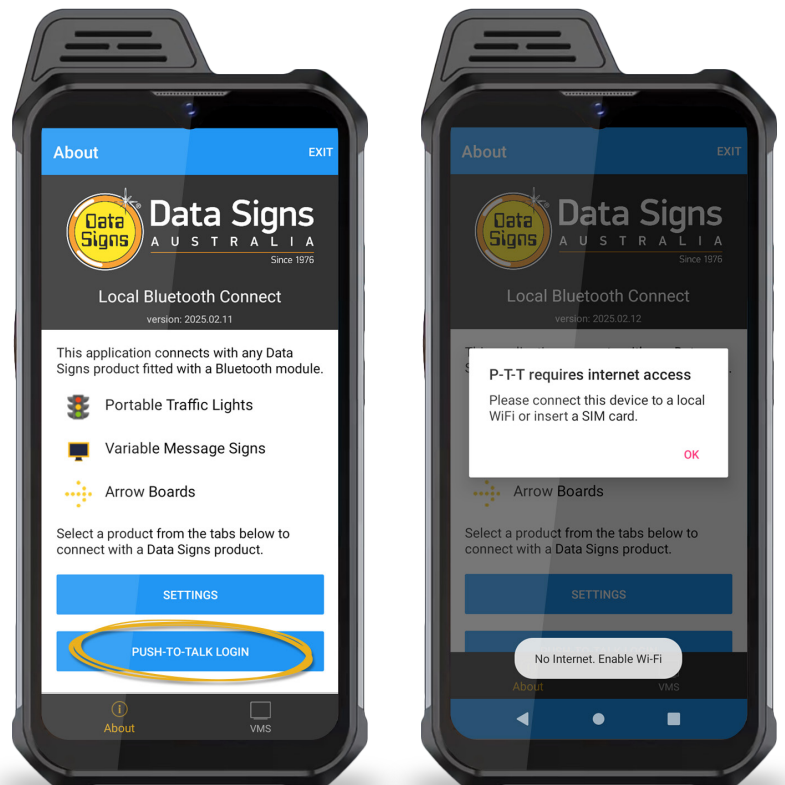 About
EXIT
Data
Signs
Data Signs
AUSTRALIA
Since 1976
Local Bluetooth Connect
version: 2025.02.11
This application connects with any Data
Signs product fitted with a Bluetooth module.
Portable Traffic Lights
Variable Message Signs
Arrow Boards
Select a product from the tabs below to
connect with a Data Signs product.
SETTINGS
PUSH-TO-TALK LOGIN
About
VMS
About
EXIT
Data
Signs
Data Signs
AUSTRALIA
Since 1976
Local Bluetooth Connect
version: 2025.02.12
P-T-T requires internet access
Please connect this device to a local
WiFi or insert a SIM card.
OK
Arrow Boards
Select a product from the tabs below to
connect with a Data Signs product.
SETTINGS
No Internet. Enable Wi-Fi
About
VMS